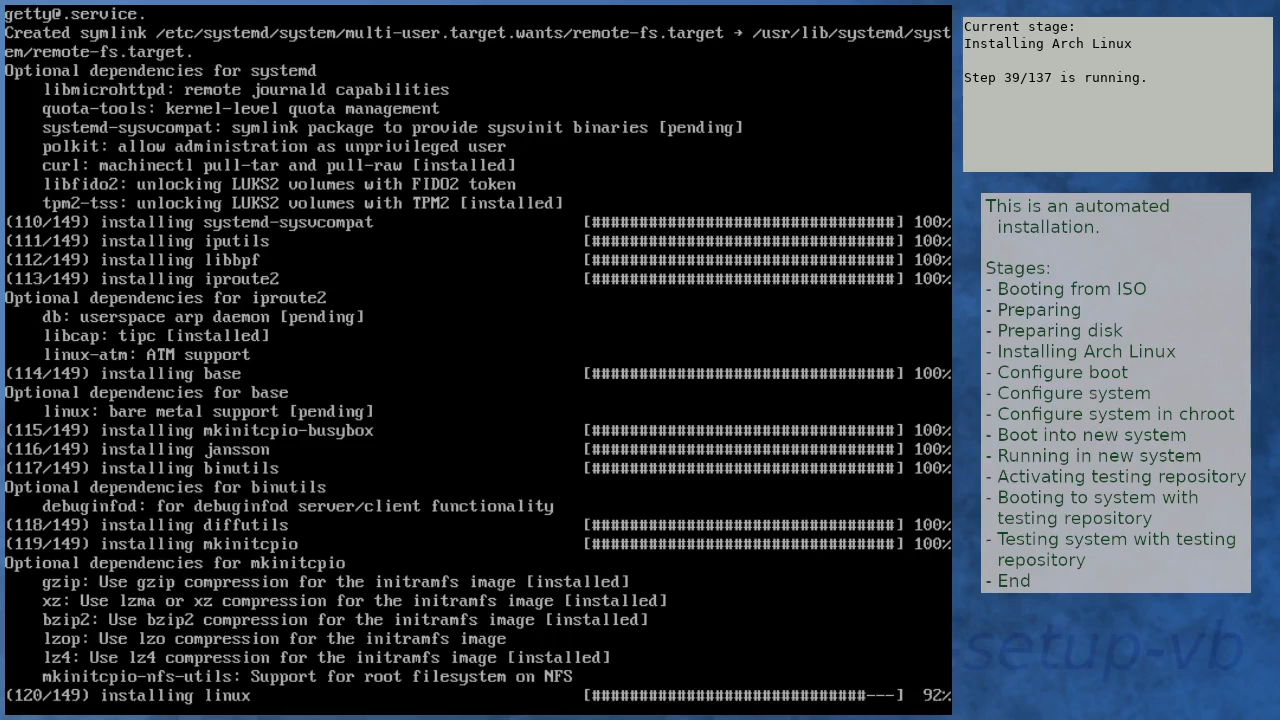 getty@.service.
Created symlink /etc/systemd/system/multi-user.target.wants/remote-fs.target → /usr/lib/systemd/syst
em/remote-fs.target.
Optional dependencies for systemd
    libmicrohttpd: remote journald capabilities
    quota-tools: kernel-level quota management
    systemd-sysvcompat: symlink package to provide sysvinit binaries [pending]
    polkit: allow administration as unprivileged user
    curl: machinectl pull-tar and pull-raw [installed]
    libfido2: unlocking LUKS2 volumes with FIDO2 token
    tpm2-tss: unlocking LUKS2 volumes with TPM2 [installed]
(110/149) installing systemd-sysvcompat [################################] 100%
(111/149) installing iputils [################################] 100%
(112/149) installing libbpf [################################] 100%
(113/149) installing iproute2 [################################] 100%
Optional dependencies for iproute2
    db: userspace arp daemon [pending]
    libcap: tipc [installed]
    linux-atm: ATM support
(114/149) installing base [################################] 100%
Optional dependencies for base
    linux: bare metal support [pending]
(115/149) installing mkinitcpio-busybox [################################] 100%
(116/149) installing jansson [################################] 100%
(117/149) installing binutils [################################] 100%
Optional dependencies for binutils
    debuginfod: for debuginfod server/client functionality
(118/149) installing diffutils [################################] 100%
(119/149) installing mkinitcpio [################################] 100%
Optional dependencies for mkinitcpio
    gzip: Use gzip compression for the initramfs image [installed]
    xz: Use lzma or xz compression for the initramfs image [installed]
    bzip2: Use bzip2 compression for the initramfs image [installed]
    lzop: Use lzo compression for the initramfs image
    lz4: Use lz4 compression for the initramfs image [installed]
    mkinitcpio-nfs-utils: Support for root filesystem on NFS
(120/149) installing linux [#############################---] 92%
Current stage:
Installing Arch Linux
Step 39/137 is running.
This is an automated
installation.
Stages:
- Booting from ISO
- Preparing
- Preparing disk
- Installing Arch Linux
- Configure boot
- Configure system
- Configure system in chroot
- Boot into new system
- Running in new system
- Activating testing repository
- Booting to system with
testing repository
- Testing system with testing
repository
- End
-setup-vb